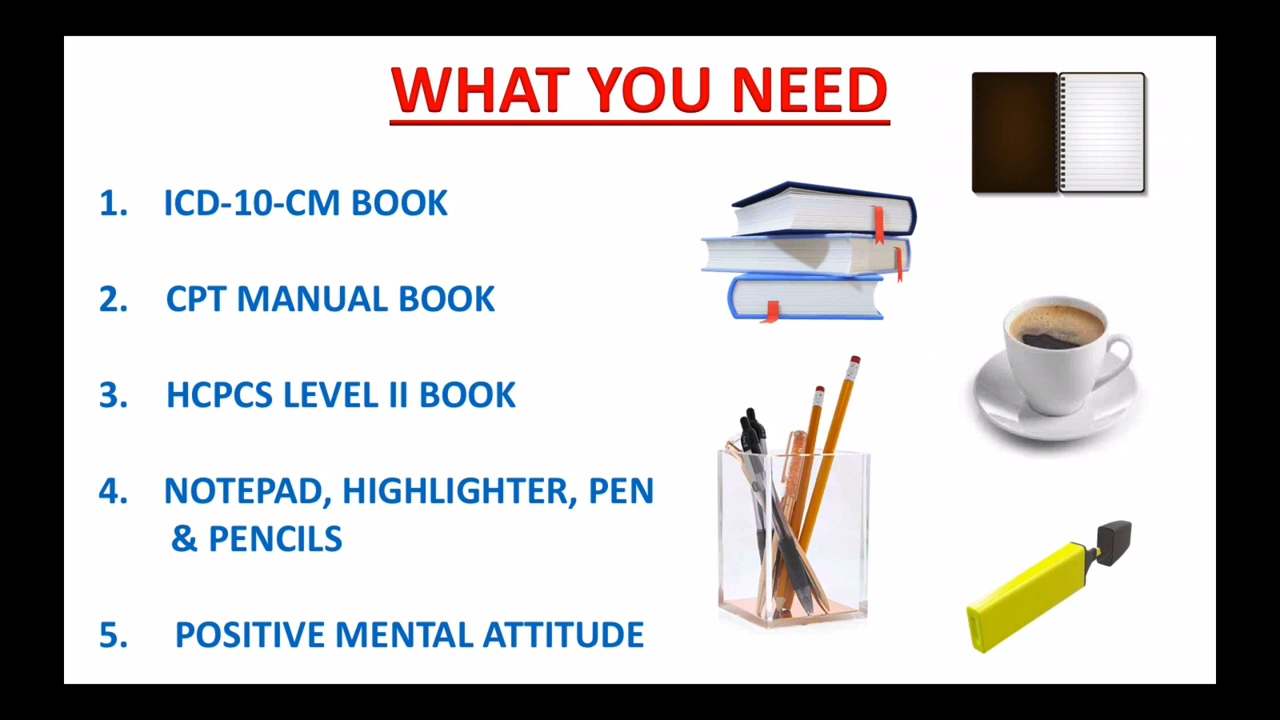 WHAT YOU NEED
1. ICD-10-CM BOOK
2. CPT MANUAL BOOK
3. HCPCS LEVEL II BOOK
4. NOTEPAD, HIGHLIGHTER, PEN
& PENCILS
5. POSITIVE MENTAL ATTITUDE